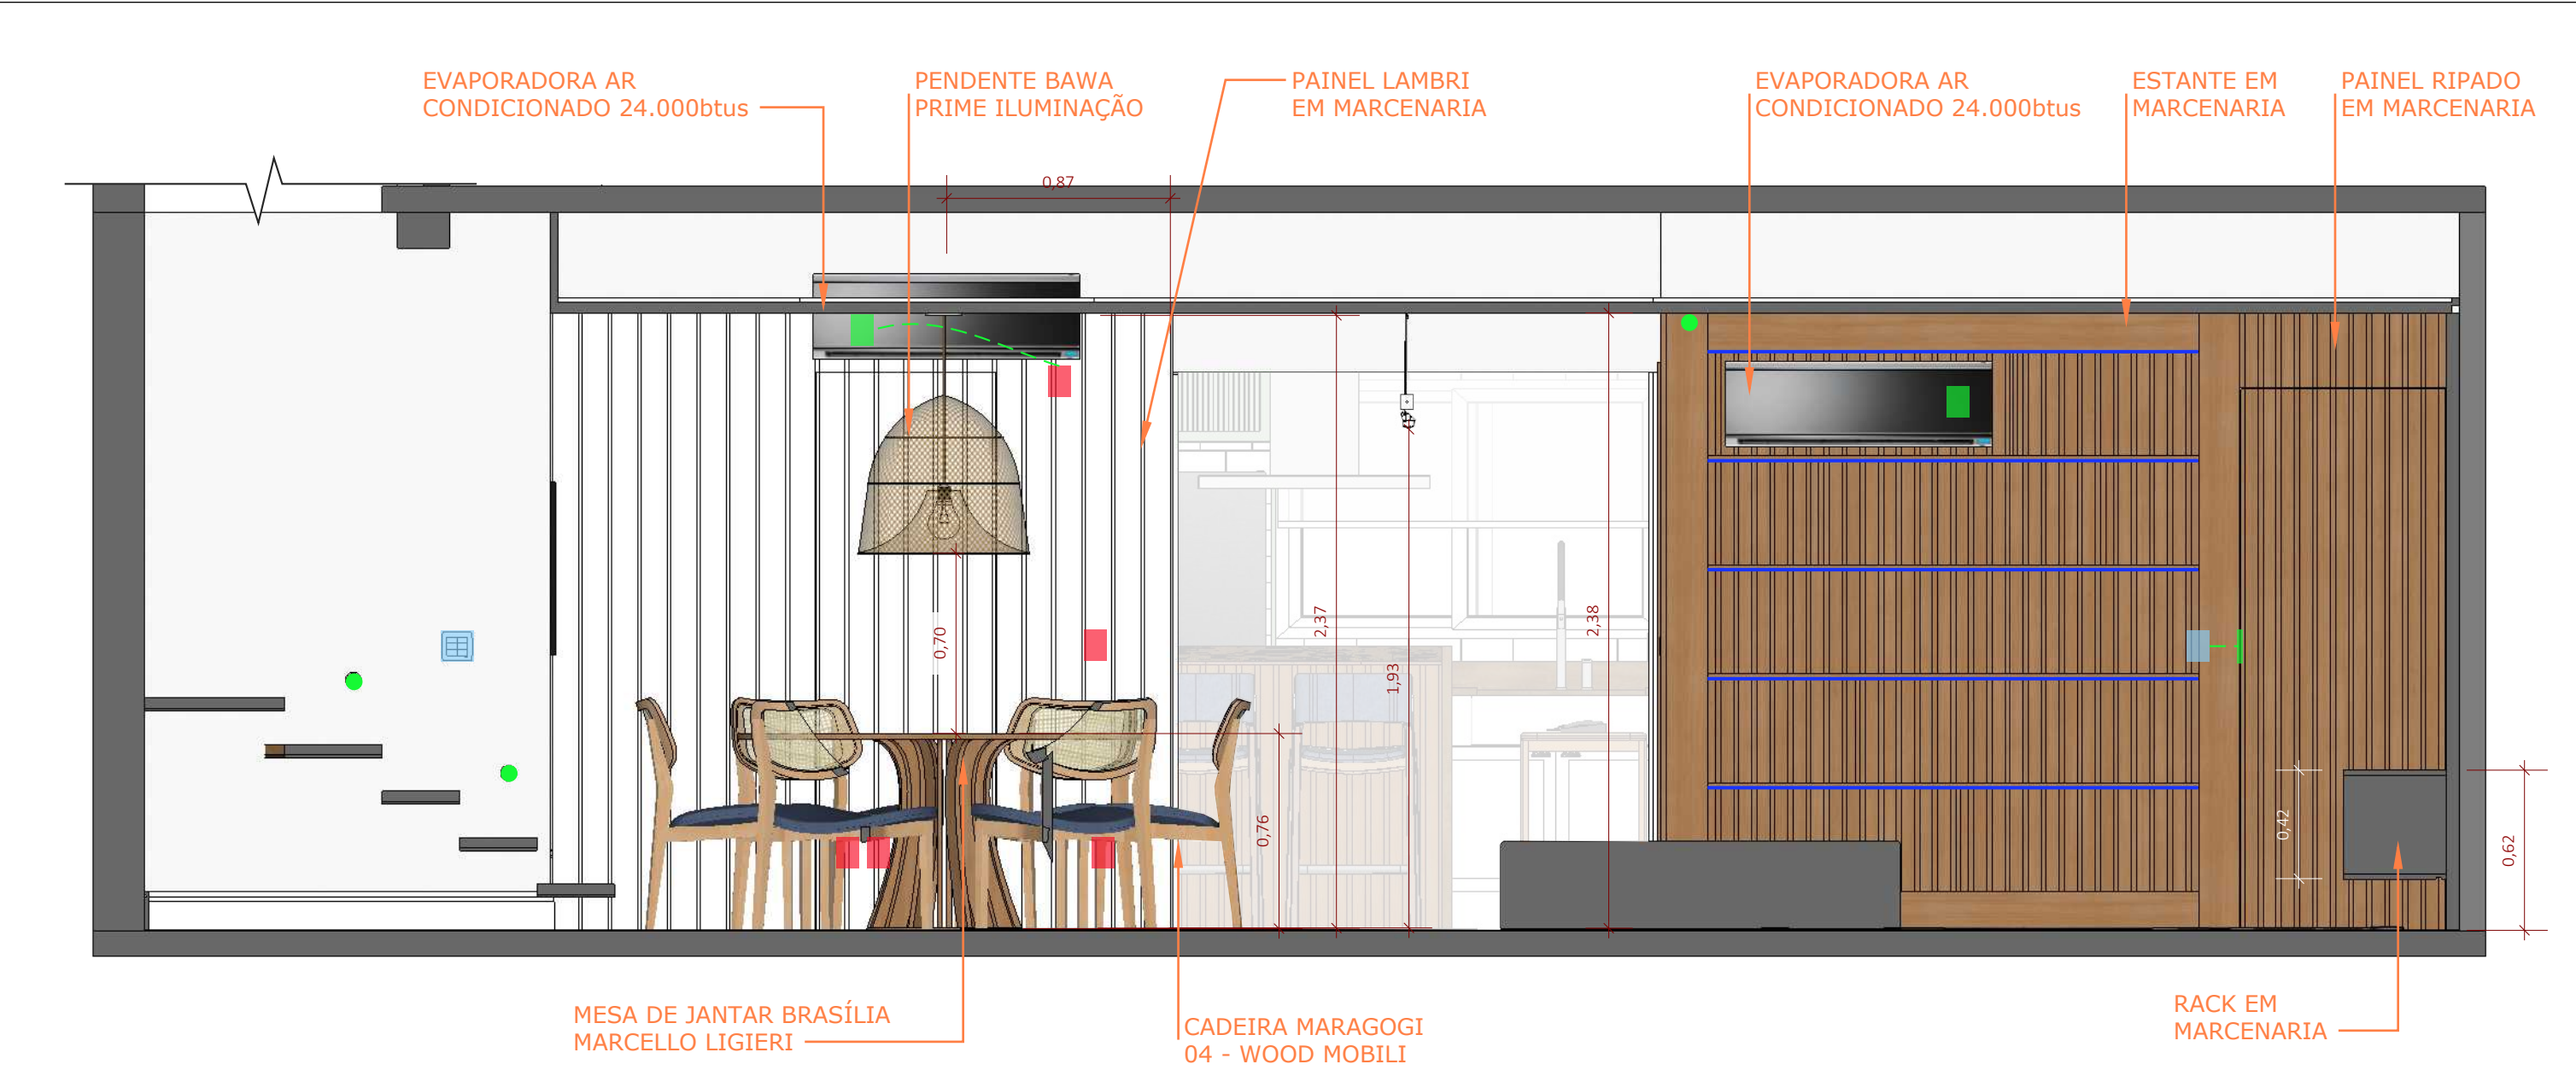 EVAPORADORA AR
CONDICIONADO 24.000btus
PENDENTE BAWA
PRIME ILUMINAÇÃO
PAINEL LAMBRI
EM MARCENARIA
EVAPORADORA AR
CONDICIONADO 24.000btus
ESTANTE EM
MARCENARIA
PAINEL RIPADO
EM MARCENARIA
0,87
0,70
2,37
1,93
2,38
0,76
0,42
0,62
MESA DE JANTAR BRASÍLIA
MARCELLO LIGIERI
CADEIRA MARAGOGI
04 - WOOD MOBILI
RACK EM
MARCENARIA